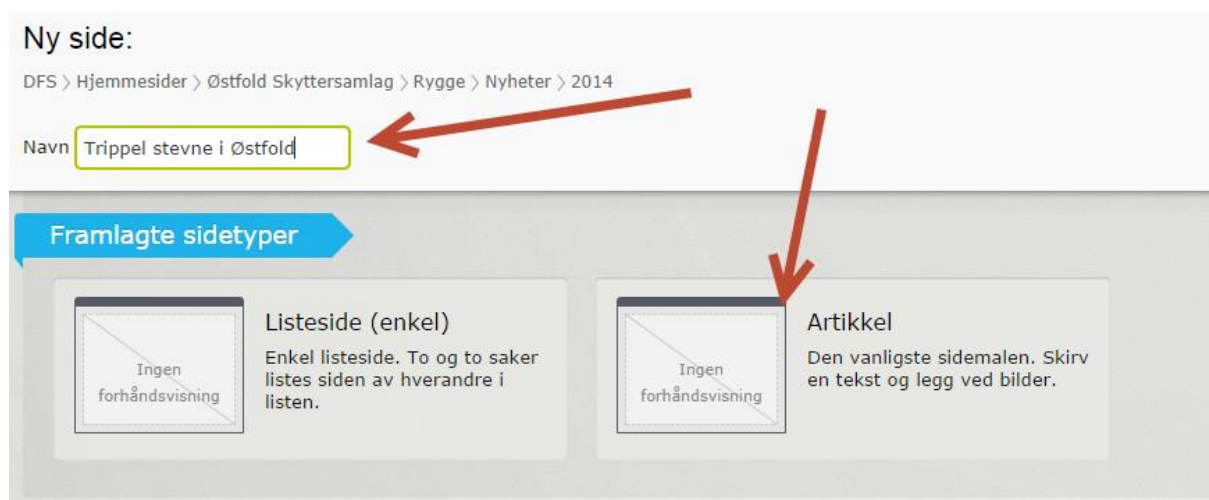 Ny side:
DFS > Hjemmesider > Østfold Skyttersamlag > Rygge > Nyheter > 2014
Navn Trippel stevne i Østfold
Framlagte sidetyper
Ingen forhåndsvisning
Listeside (enkel)
Enkel listeside. To og to saker
listes siden av hverandre i
listen.
Ingen forhåndsvisning
Artikkel
Den vanligste sidemalen. Skirv
en tekst og legg ved bilder.